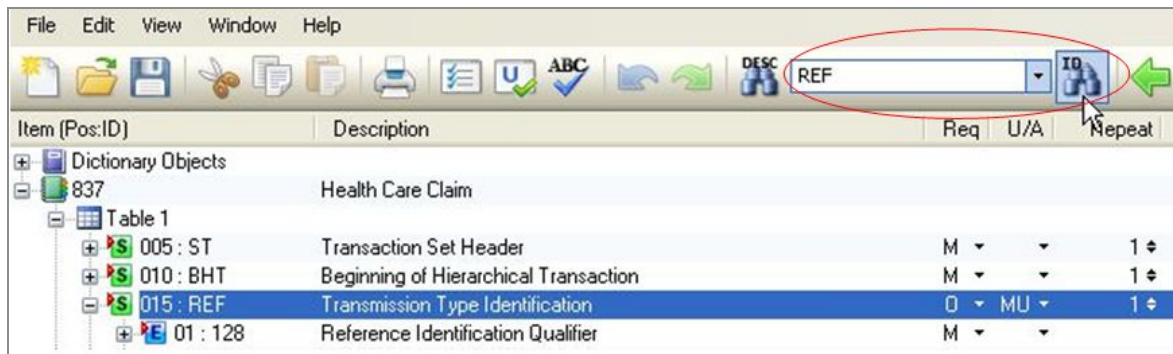 File Edit View Window Help
U ABC DESC REF ID
Item (Pos:ID) Description Req U/A Repeat
Dictionary Objects
837 Health Care Claim
Table 1
S 005 : ST Transaction Set Header M 1
S 010 : BHT Beginning of Hierarchical Transaction M 1
S 015 : REF Transmission Type Identification O MU 1
E 01 : 128 Reference Identification Qualifier M